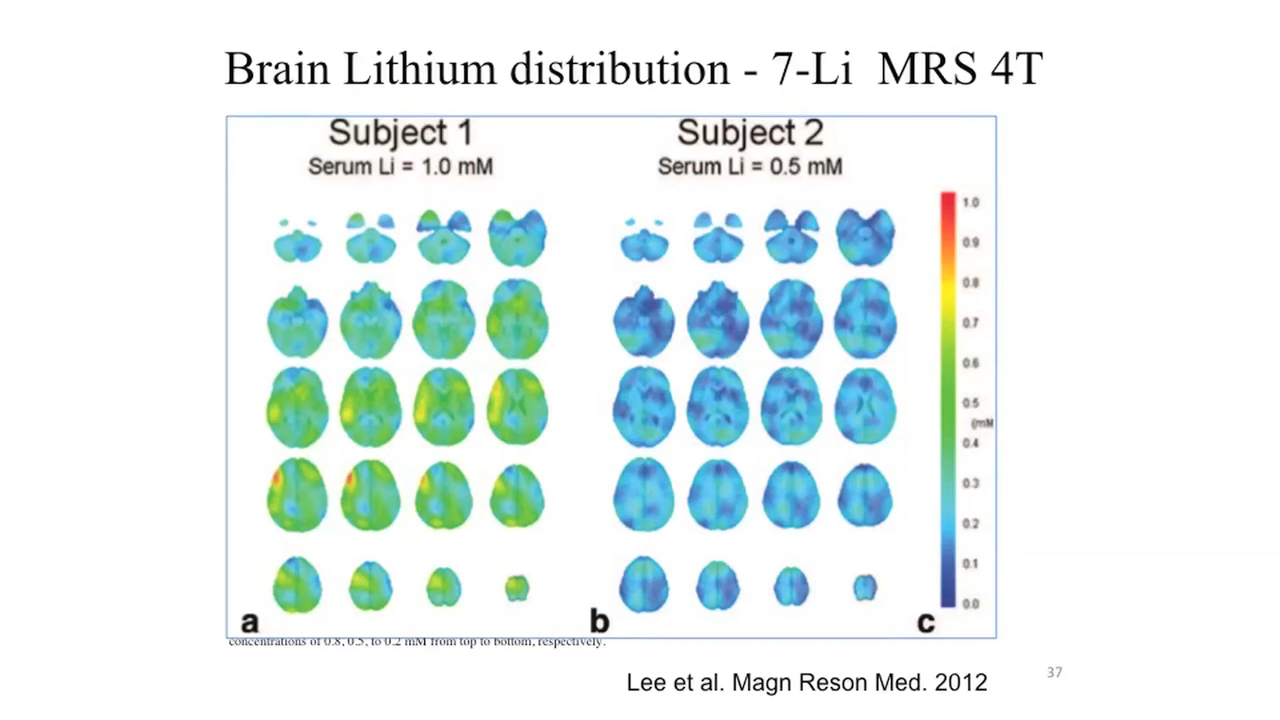 Brain Lithium distribution - 7-Li MRS 4T
Subject 1
Serum Li = 1.0 mM
Subject 2
Serum Li = 0.5 mM
1.0
0.9
0.8
0.7
0.6
0.5
(mM
0.4
0.3
0.2
0.1
0.0
a
b
c
concentrations of 0.8, 0.5, to 0.2 mM from top to bottom, respectively.
Lee et al. Magn Reson Med. 2012
37